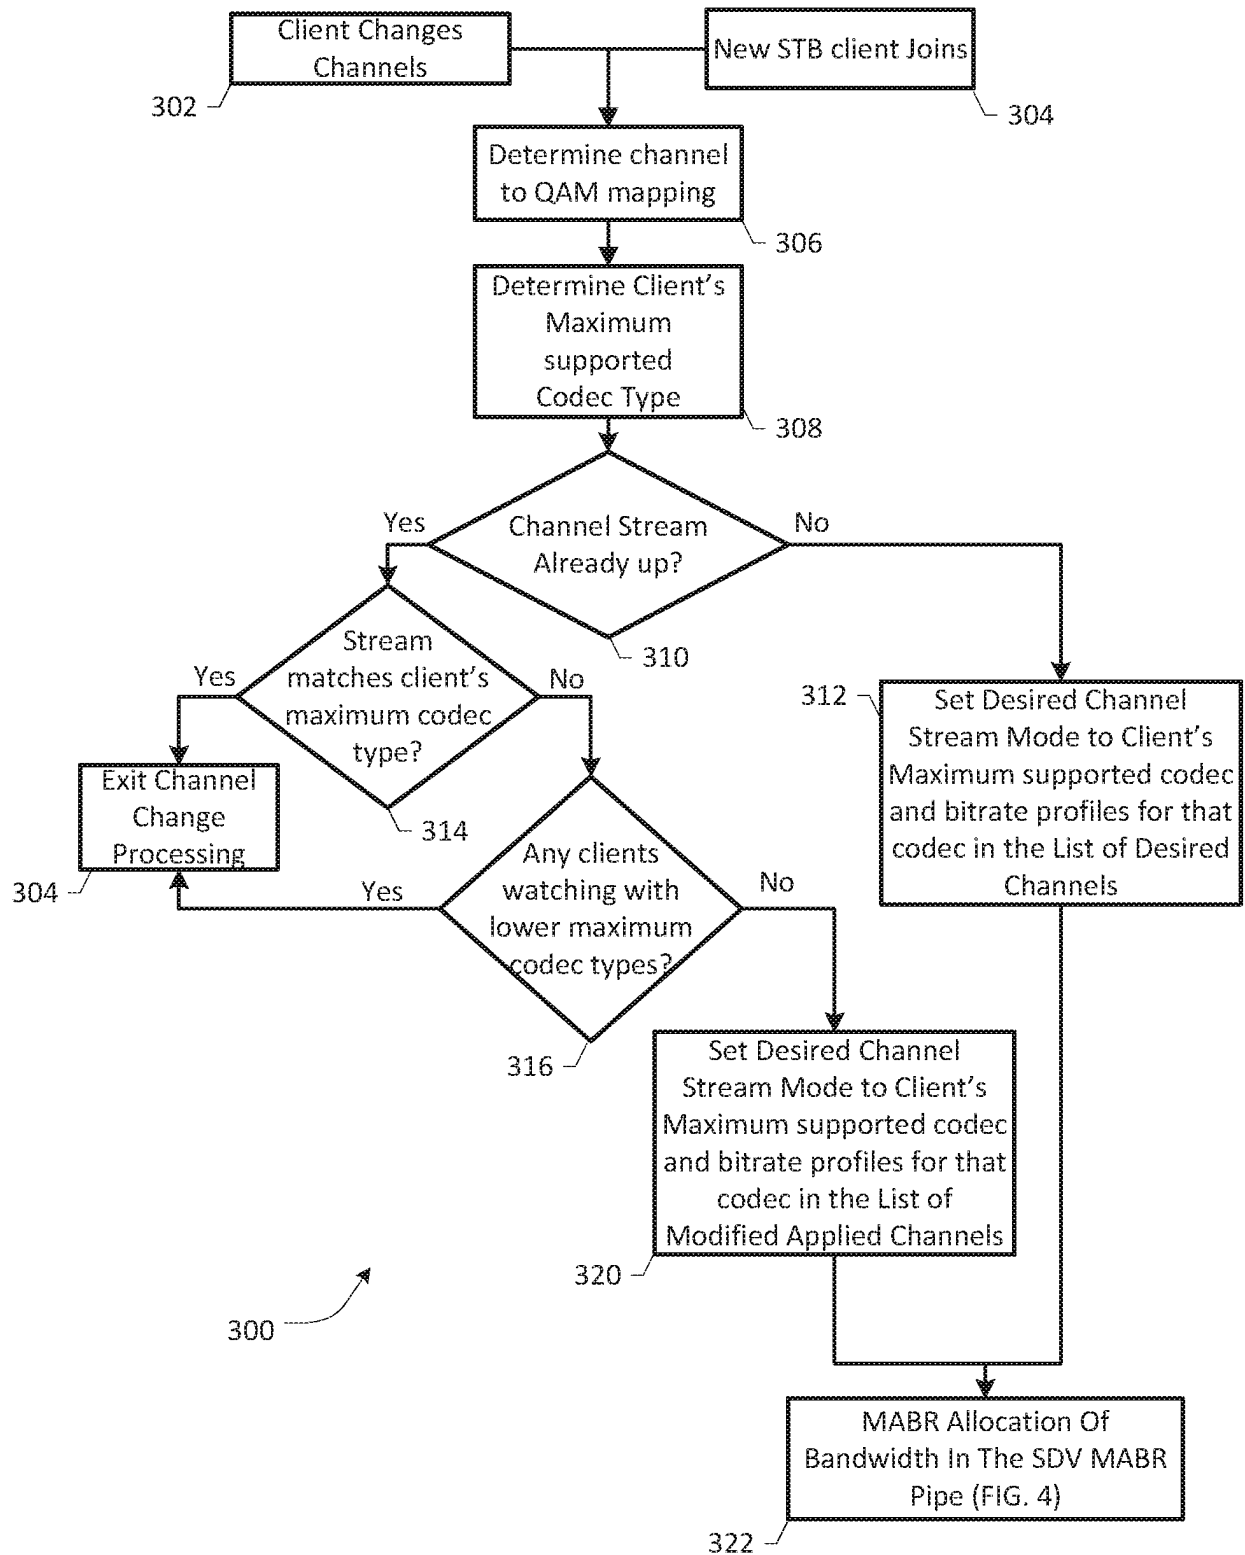 Client Changes
Channels
302
New STB client Joins
304
Determine channel
to QAM mapping
306
Determine Client's
Maximum
supported
Codec Type
308
Channel Stream
Already up?
Yes
No
310
Stream
matches client's
maximum codec
type?
Yes
No
314
312
Set Desired Channel
Stream Mode to Client's
Maximum supported codec
and bitrate profiles for that
codec in the List of Desired
Channels
Exit Channel
Change
Processing
304
Any clients
watching with
lower maximum
codec types?
Yes
No
316
Set Desired Channel
Stream Mode to Client's
Maximum supported codec
and bitrate profiles for that
codec in the List of
Modified Applied Channels
320
300
MABR Allocation Of
Bandwidth In The SDV MABR
Pipe (FIG. 4)
322